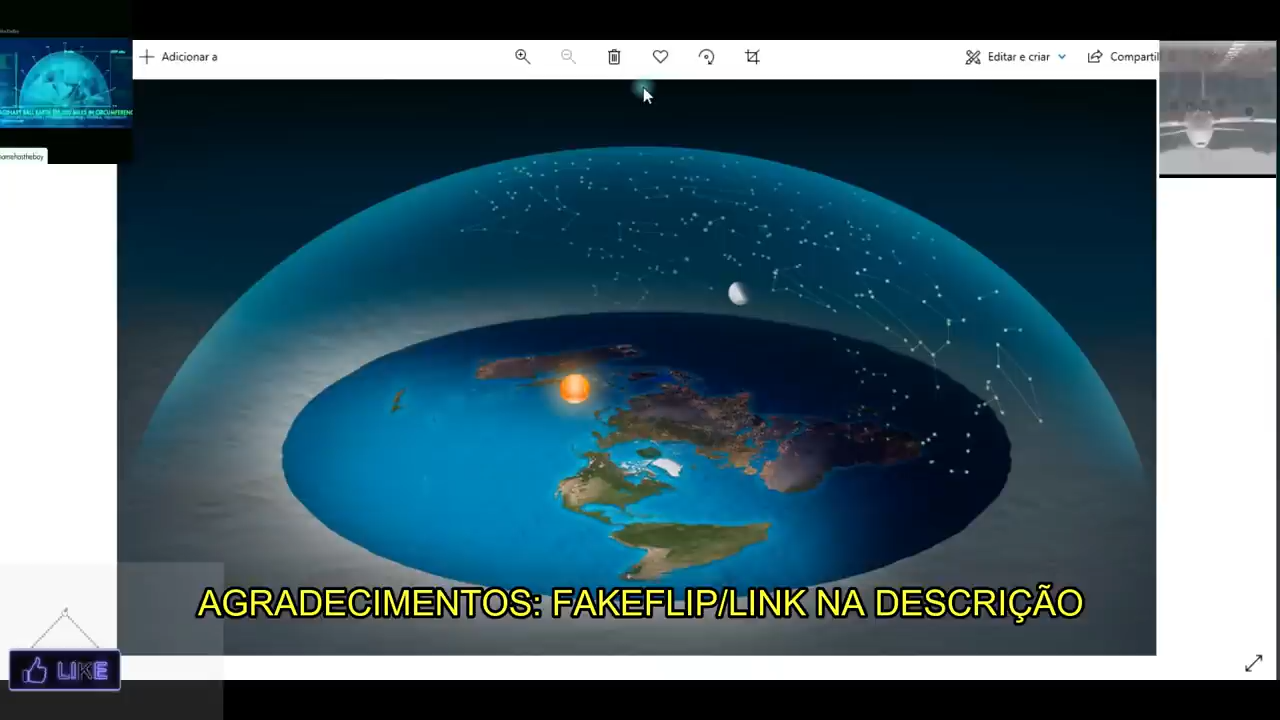 Adicionar a
Editar e criar
Compartil
AGRADECIMENTOS: FAKEFLIP/LINK NA DESCRIÇÃO
LIKE